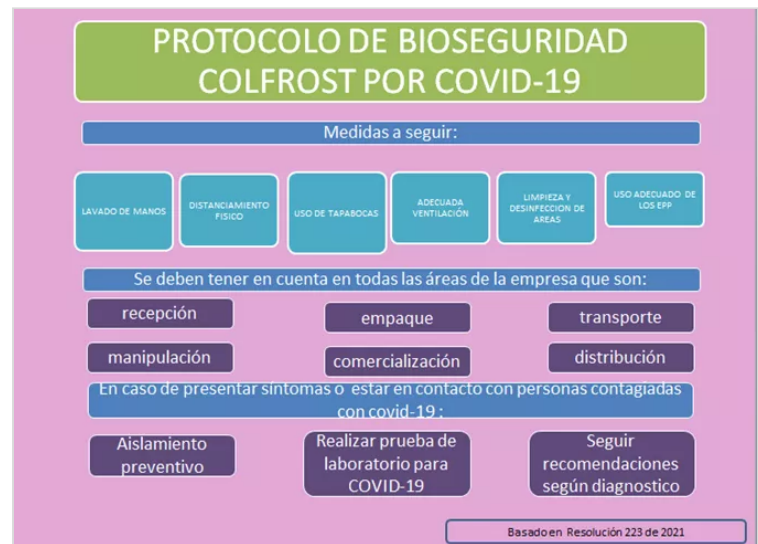 PROTOCOLO DE BIOSEGURIDAD
COLFROST POR COVID-19
Medidas a seguir:
LAVADO DE MANOS
DISTANCIAMIENTO
FISICO
USO DE TAPABOCAS
ADECUADA
VENTILACIÓN
LIMPIEZA Y
DESINFECCION DE
AREAS
USO ADECUADO DE
LOS EPP
Se deben tener en cuenta en todas las áreas de la empresa que son:
recepción
empaque
transporte
manipulación
comercialización
distribución
En caso de presentar síntomas o estar en contacto con personas contagiadas
con covid-19 :
Aislamiento
preventivo
Realizar prueba de
laboratorio para
COVID-19
Seguir
recomendaciones
según diagnostico
Basado en Resolución 223 de 2021